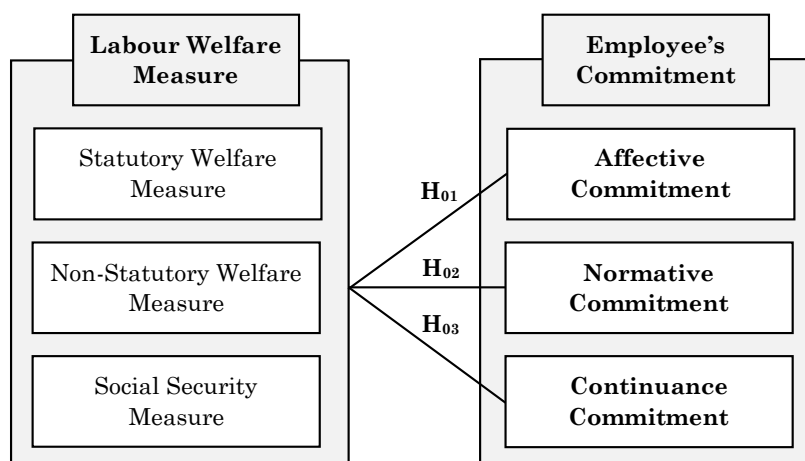 Labour Welfare
Measure
Statutory Welfare
Measure
Non-Statutory Welfare
Measure
Social Security
Measure
H₀₁
H₀₂
H₀₃
Employee’s
Commitment
Affective
Commitment
Normative
Commitment
Continuance
Commitment